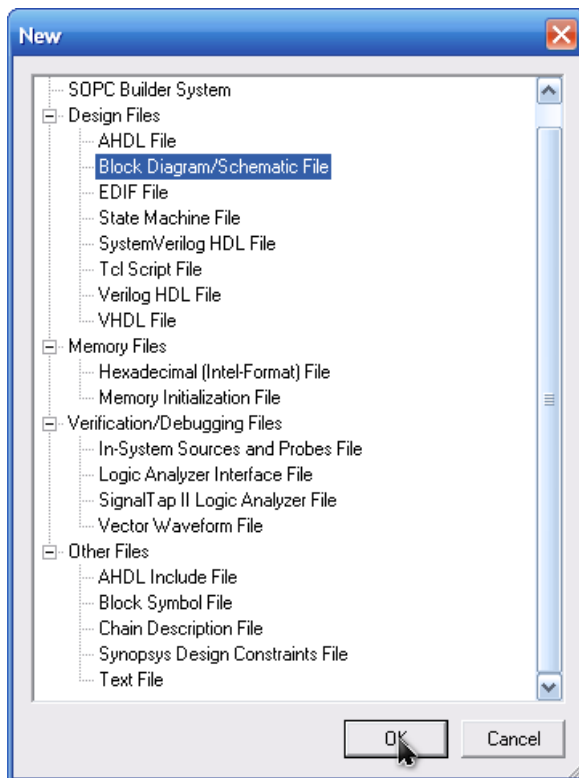 New
SOPC Builder System
Design Files
AHDL File
Block Diagram/Schematic File
EDIF File
State Machine File
SystemVerilog HDL File
Tcl Script File
Verilog HDL File
VHDL File
Memory Files
Hexadecimal (Intel-Format) File
Memory Initialization File
Verification/Debugging Files
In-System Sources and Probes File
Logic Analyzer Interface File
SignalTap II Logic Analyzer File
Vector Waveform File
Other Files
AHDL Include File
Block Symbol File
Chain Description File
Synopsys Design Constraints File
Text File
OK Cancel